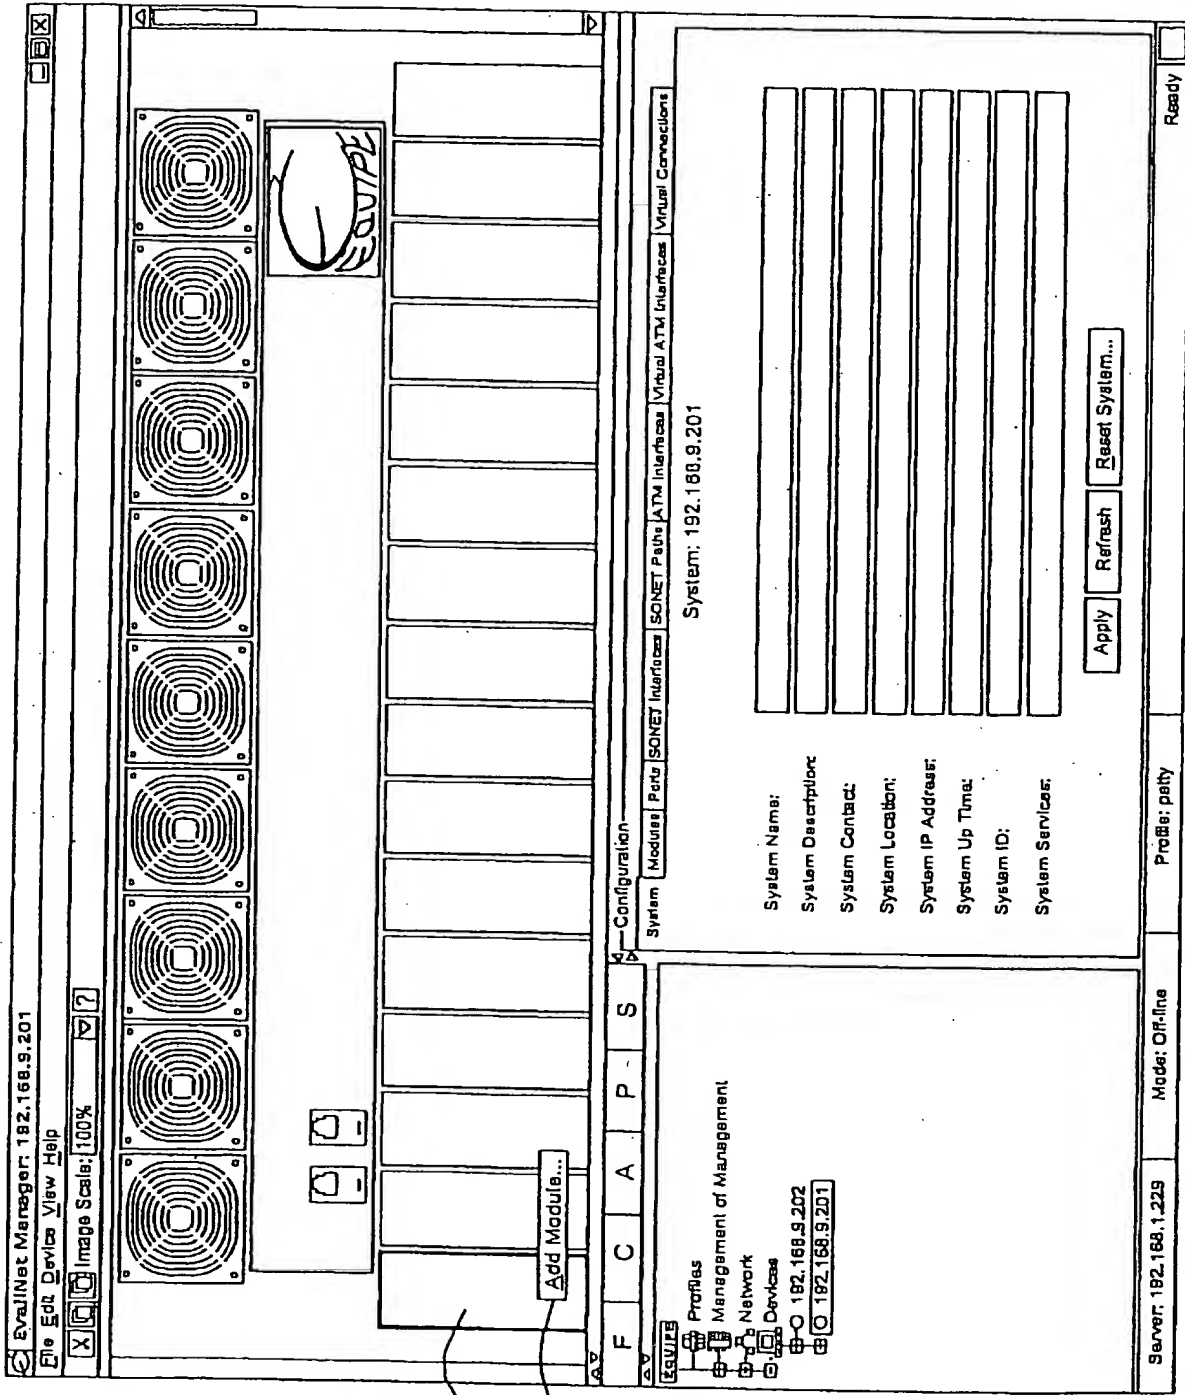 EvaliNet Manager: 192.168.9.201
File Edit Device View Help
Image Scale: 100% ?
EQUIPE
Add Module...
F C A P S
EQUIPE
Profiles
Management of Management
Network
Devices
192.168.9.202
192.168.9.201
Configuration
System Modules Ports SONET Interfaces SONET Paths ATM Interfaces Virtual ATM Interfaces Virtual Connections
System: 192.168.9.201
System Name:
System Description:
System Contact:
System Location:
System IP Address:
System Up Time:
System ID:
System Services:
Apply Refresh Reset System...
Server: 192.168.1.229 Mode: Off-line Profile: patty Ready